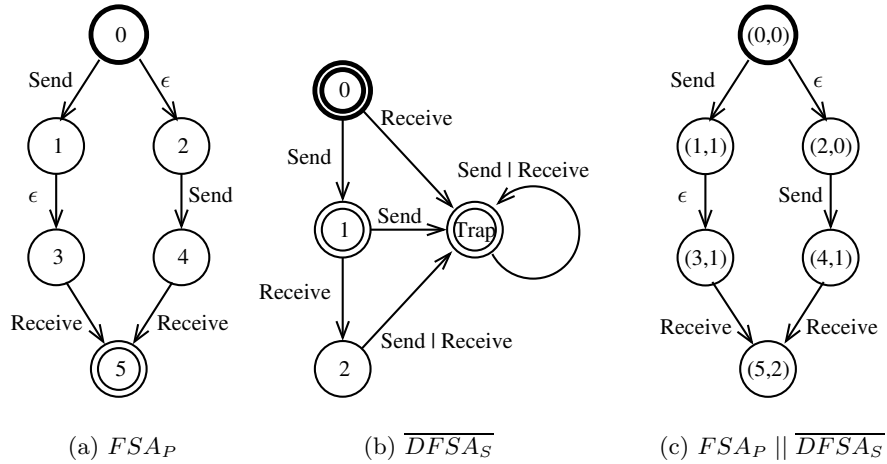 0
Send
ϵ
1
2
ϵ
Send
3
4
Receive
Receive
5
(a) FSA_P
0
Receive
Send
Send | Receive
1
Send
Trap
Receive
Send | Receive
2
(b) \overline{DFSA_S}
(0,0)
Send
ϵ
(1,1)
(2,0)
ϵ
Send
(3,1)
(4,1)
Receive
Receive
(5,2)
(c) FSA_P || \overline{DFSA_S}